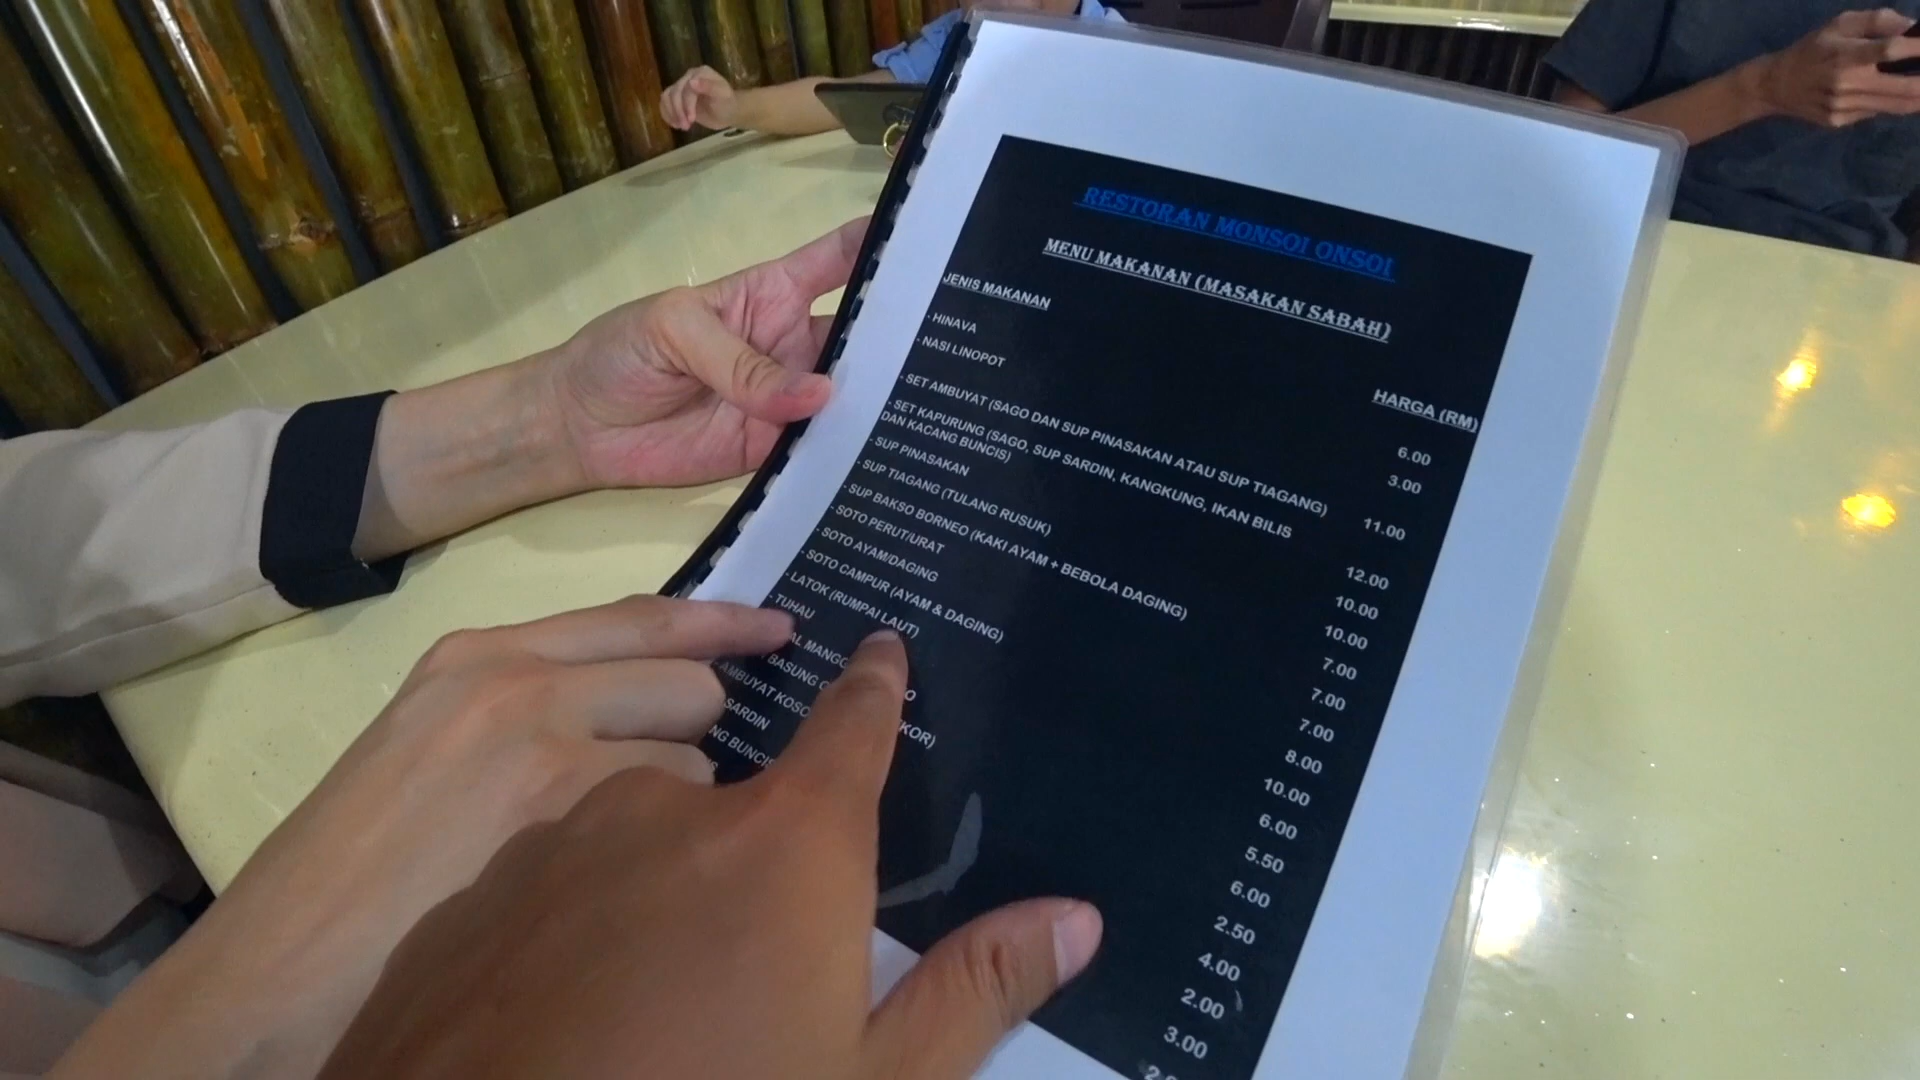 RESTORAN MONSOI ONSOI
MENU MAKANAN (MASAKAN SABAH)
JENIS MAKANAN
HARGA (RM)
- HINAVA
6.00
- NASI LINOPOT
3.00
- SET AMBUYAT (SAGO DAN SUP PINASAKAN ATAU SUP TIAGANG)
11.00
- SET KAPURUNG (SAGO, SUP SARDIN, KANGKUNG, IKAN BILIS
DAN KACANG BUNCIS)
12.00
- SUP PINASAKAN
10.00
- SUP TIAGANG (TULANG RUSUK)
10.00
- SUP BAKSO BORNEO (KAKI AYAM + BEBOLA DAGING)
7.00
- SOTO PERUT/URAT
7.00
- SOTO AYAM/DAGING
7.00
- SOTO CAMPUR (AYAM & DAGING)
8.00
- LATOK (RUMPAI LAUT)
10.00
- TUHAU
6.00
5.50
BASUNG
6.00
- AMBUYAT
2.50
SARDIN
4.00
2.00
3.00